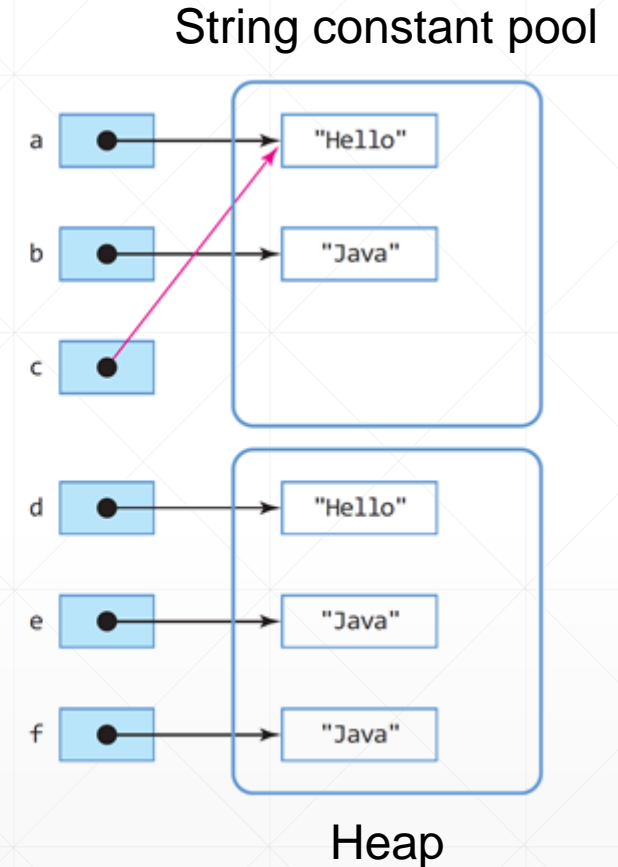 String constant pool
a "Hello"
b "Java"
c
d "Hello"
e "Java"
f "Java"
Heap